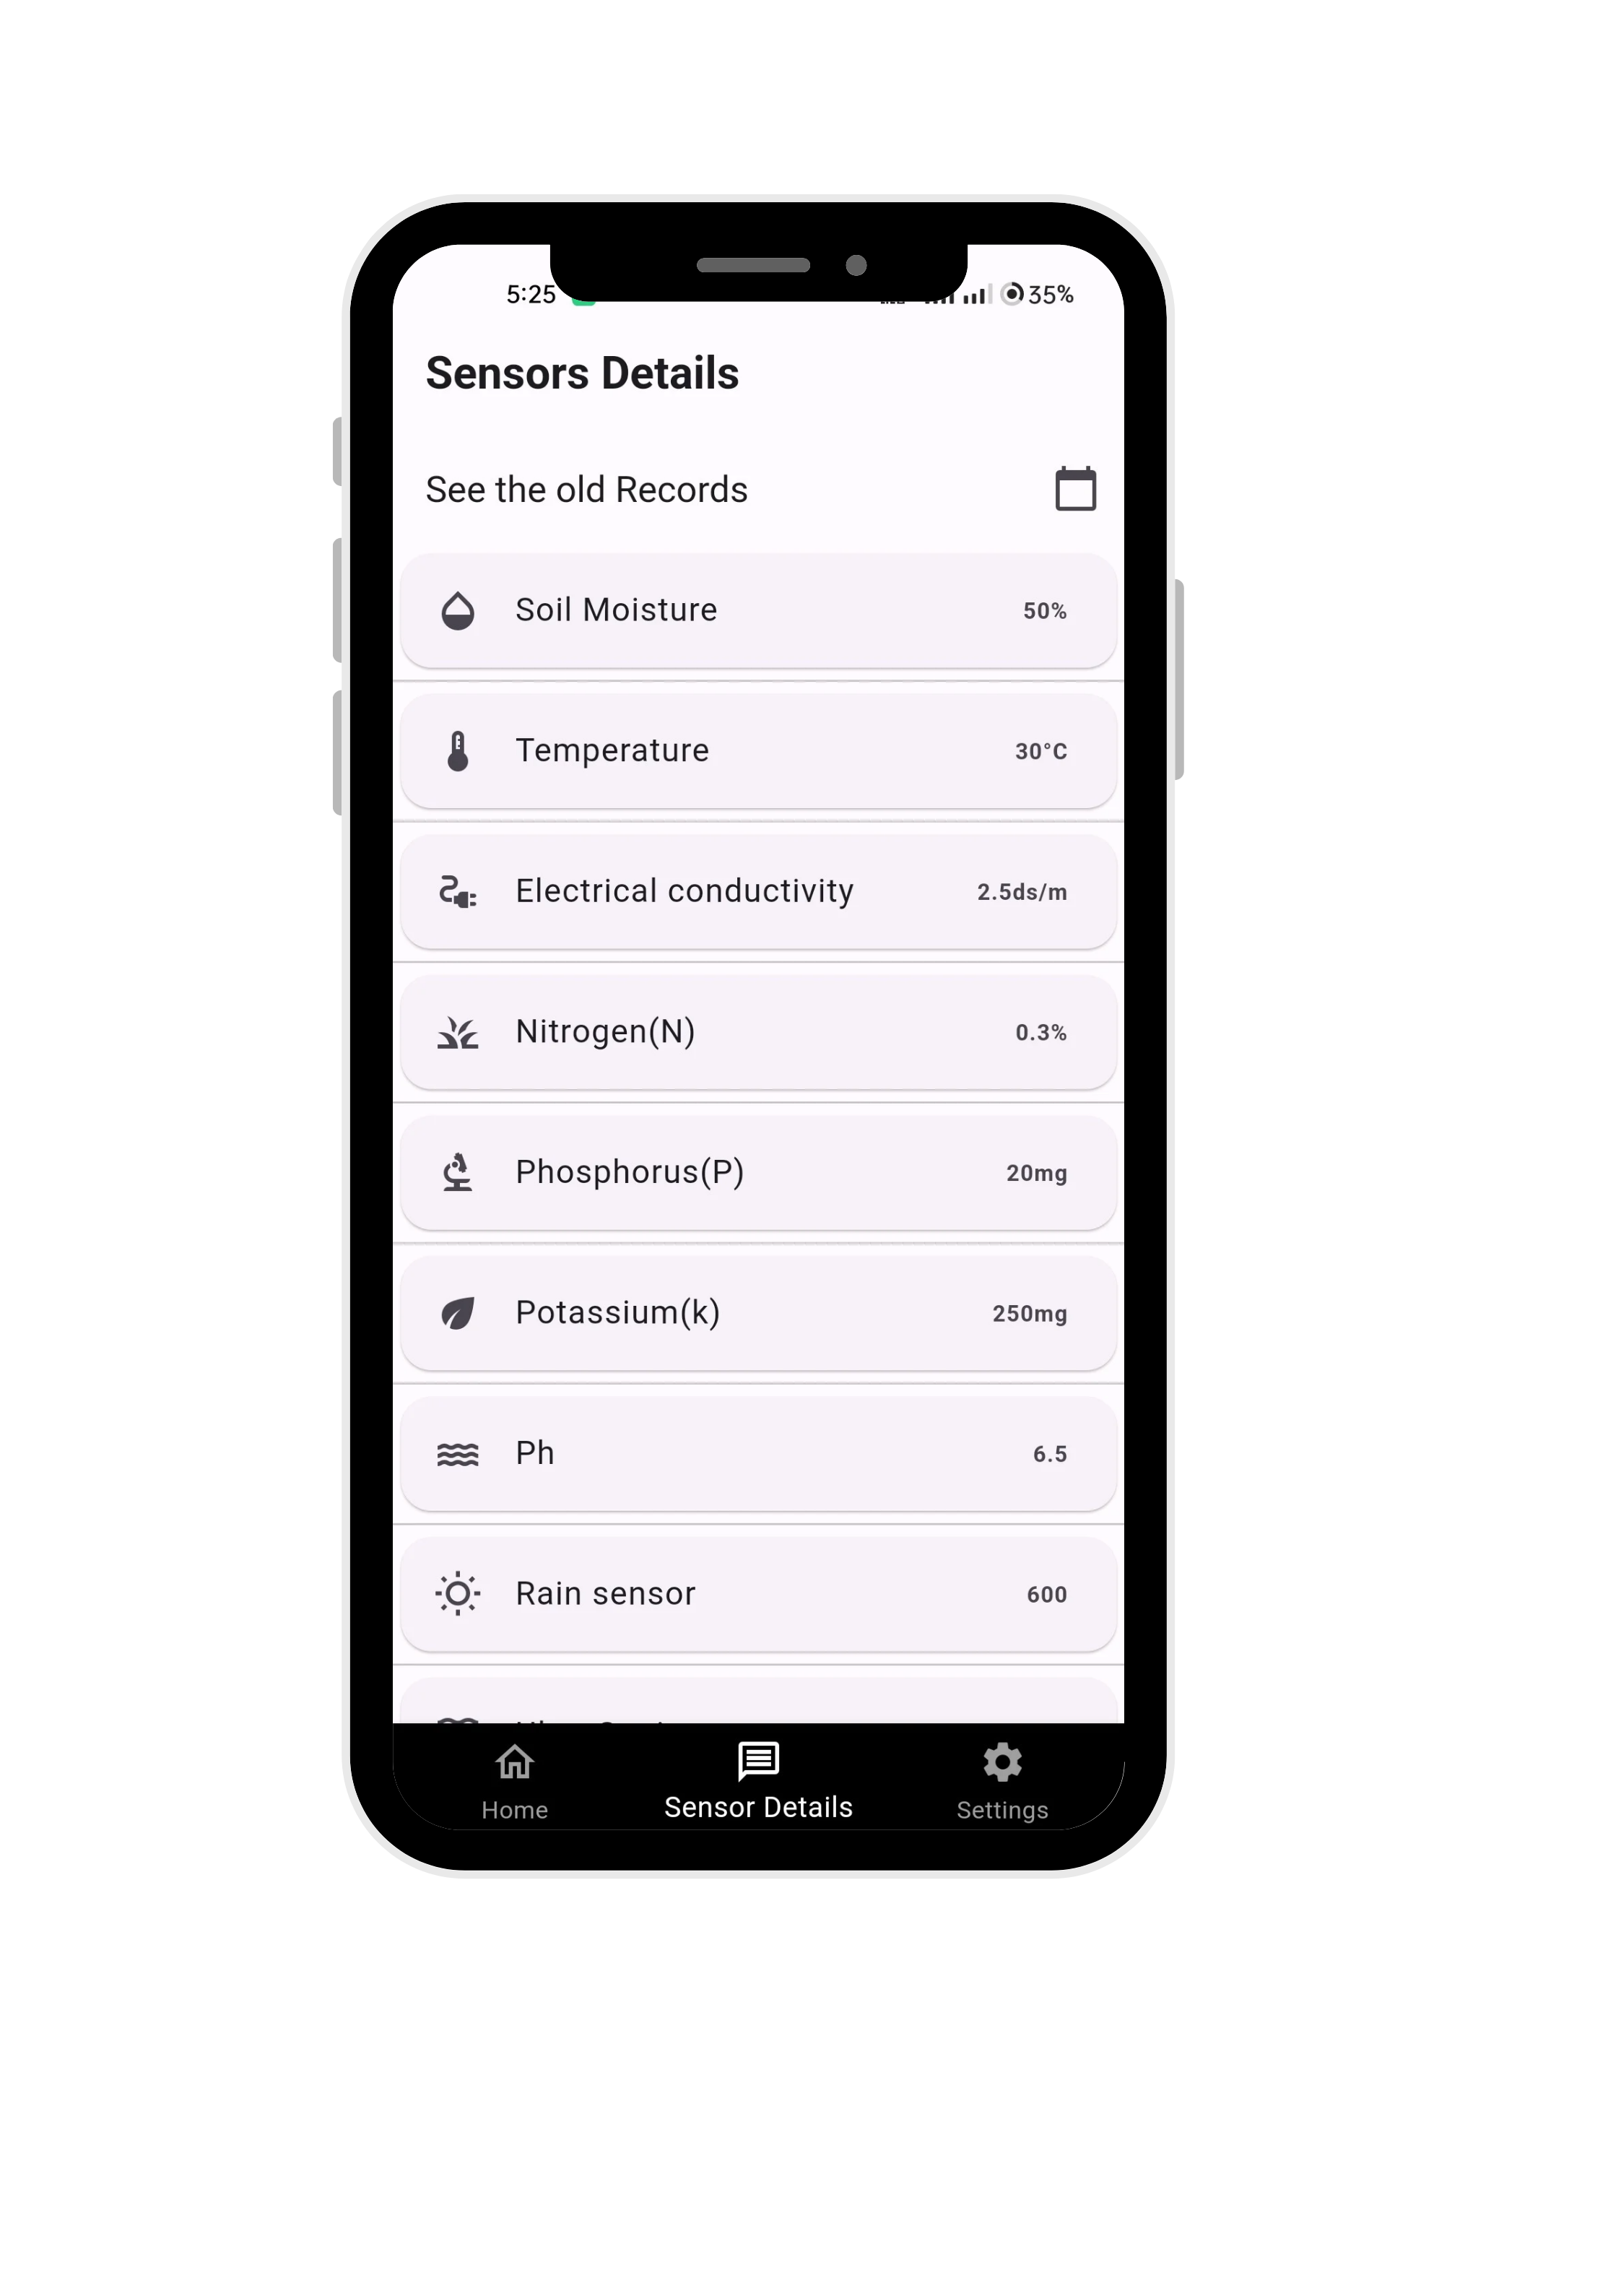 5:25
35%
Sensors Details
See the old Records
Soil Moisture 50%
Temperature 30°C
Electrical conductivity 2.5ds/m
Nitrogen(N) 0.3%
Phosphorus(P) 20mg
Potassium(k) 250mg
Ph 6.5
Rain sensor 600
Home Sensor Details Settings